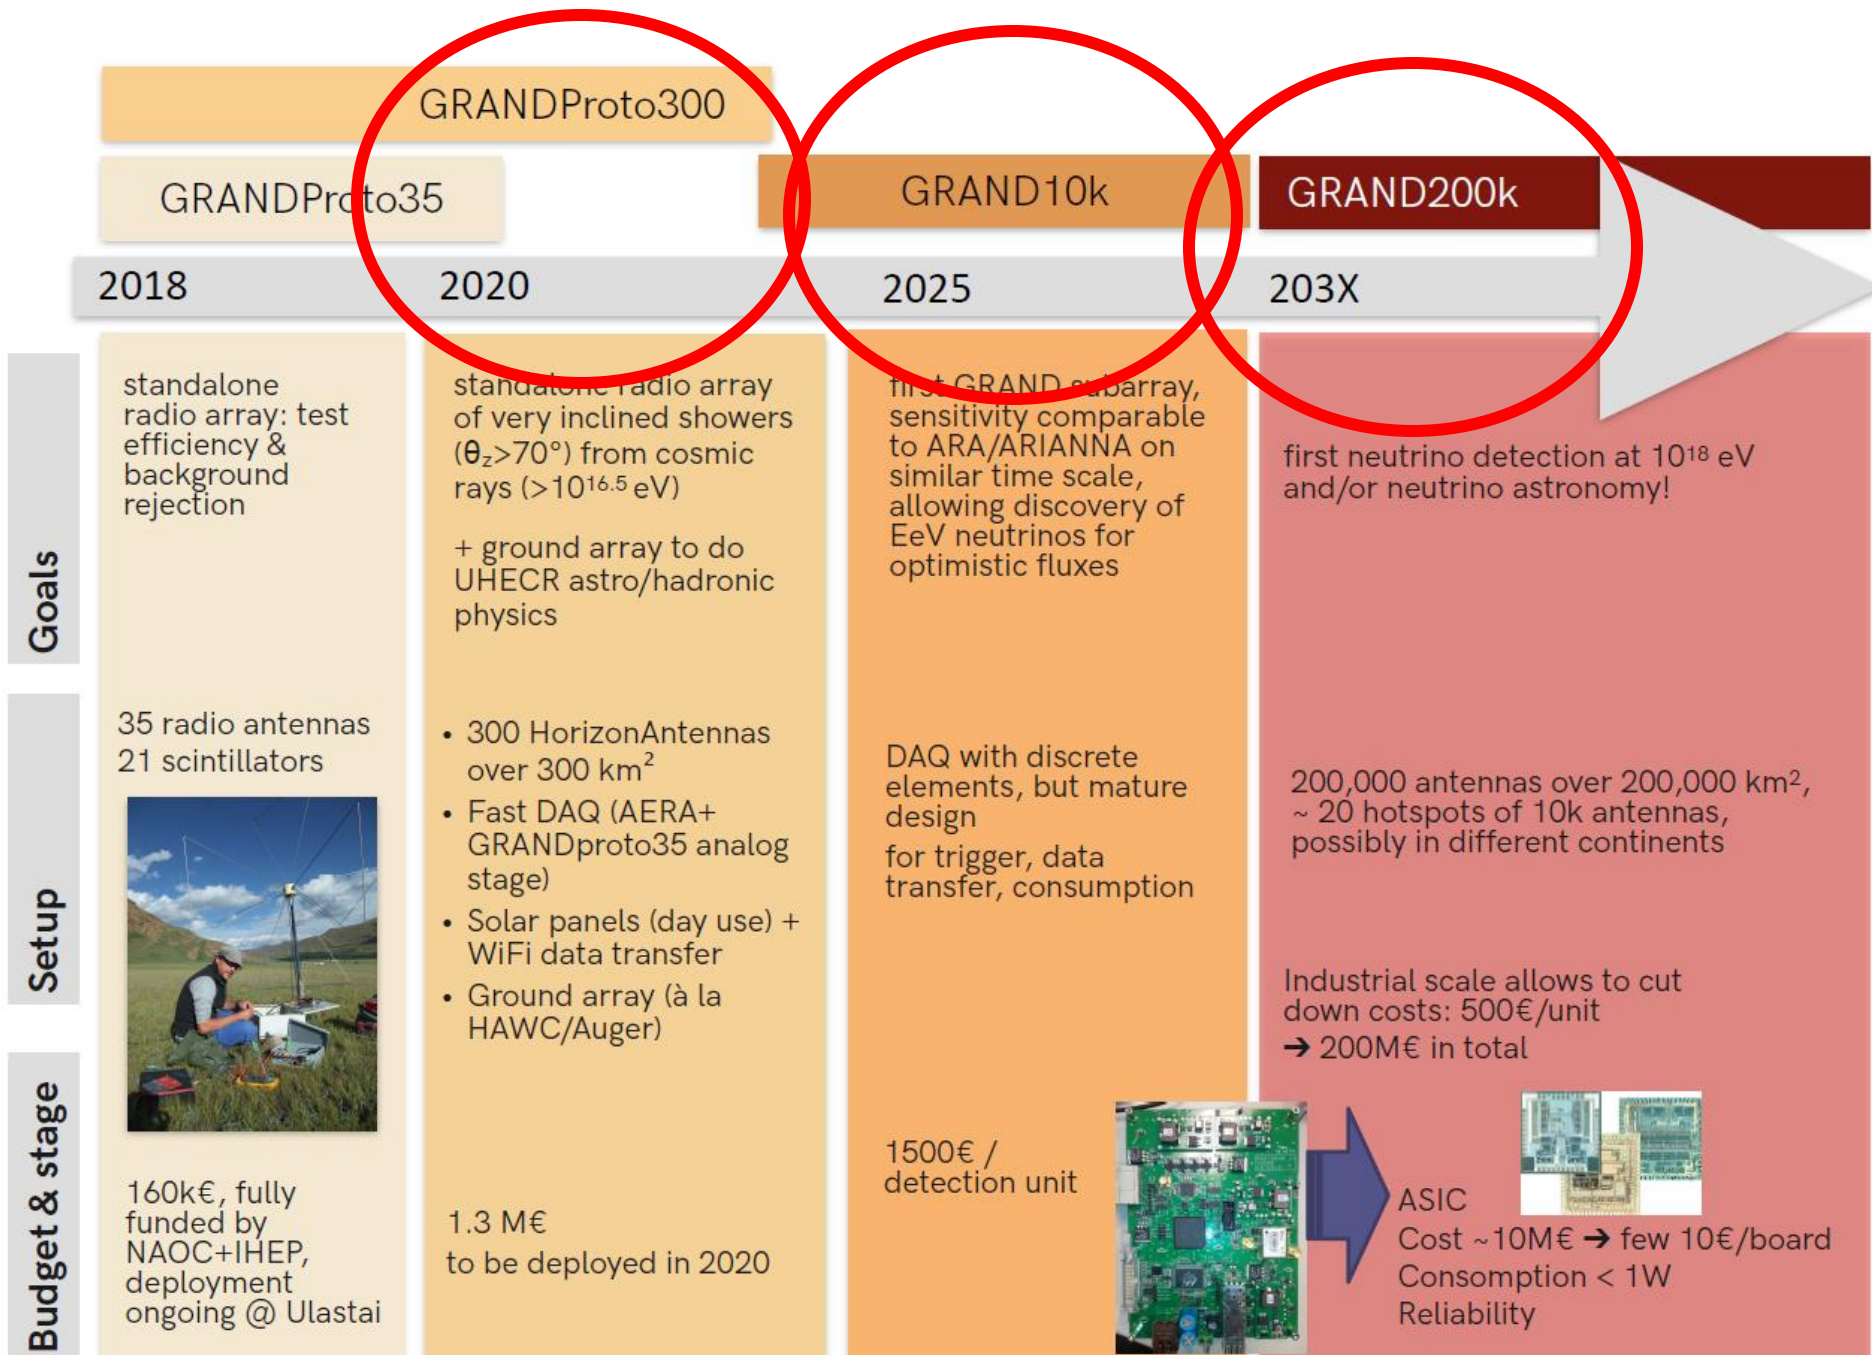 GRANDProto300
GRANDProto35
GRAND10k
GRAND200k
2018
2020
2025
203X
Goals
standalone
radio array: test
efficiency &
background
rejection
standalone radio array
of very inclined showers
(θz>70°) from cosmic
rays (>10^16.5 eV)
+ ground array to do
UHECR astro/hadronic
physics
first GRAND subarray,
sensitivity comparable
to ARA/ARIANNA on
similar time scale,
allowing discovery of
EeV neutrinos for
optimistic fluxes
first neutrino detection at 10^18 eV
and/or neutrino astronomy!
Setup
35 radio antennas
21 scintillators
• 300 HorizonAntennas
over 300 km²
• Fast DAQ (AERA+
GRANDproto35 analog
stage)
• Solar panels (day use) +
WiFi data transfer
• Ground array (à la
HAWC/Auger)
DAQ with discrete
elements, but mature
design
for trigger, data
transfer, consumption
200,000 antennas over 200,000 km²,
~ 20 hotspots of 10k antennas,
possibly in different continents
Industrial scale allows to cut
down costs: 500€/unit
➔ 200M€ in total
Budget & stage
160k€, fully
funded by
NAOC+IHEP,
deployment
ongoing @ Ulastai
1.3 M€
to be deployed in 2020
1500€ /
detection unit
ASIC
Cost ~10M€ ➔ few 10€/board
Consomption < 1W
Reliability